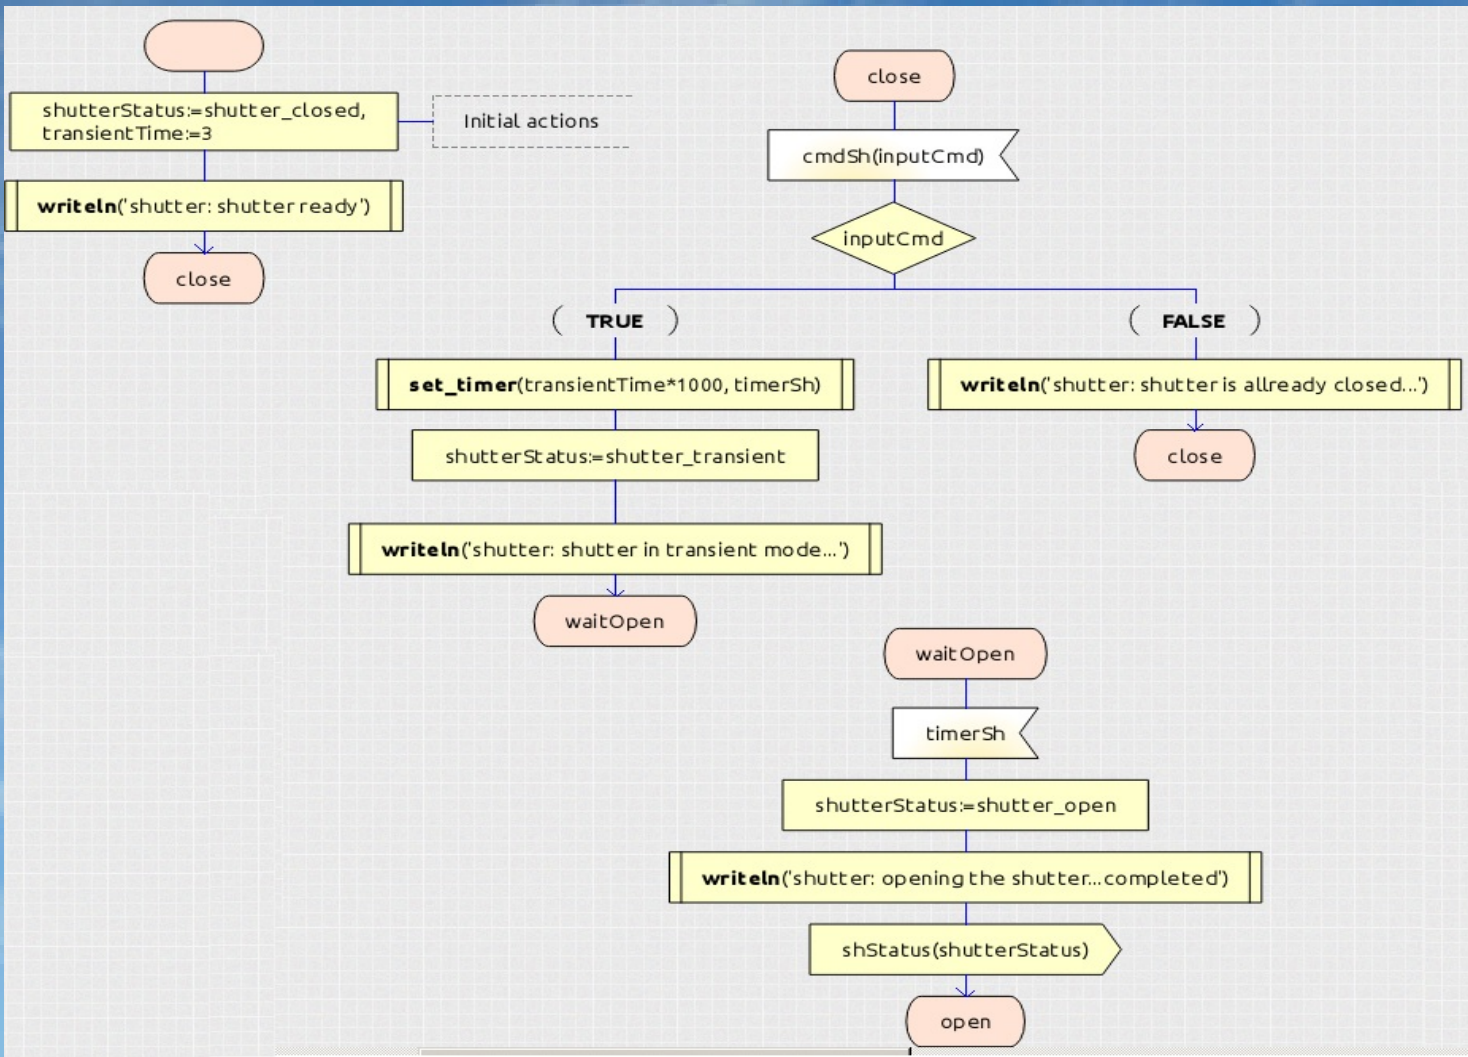 shutterStatus:=shutter_closed,
transientTime:=3
Initial actions
writeln('shutter: shutter ready')
close
close
cmdSh(inputCmd)
inputCmd
( TRUE )
( FALSE )
set_timer(transientTime*1000, timerSh)
writeln('shutter: shutter is allready closed...')
shutterStatus:=shutter_transient
close
writeln('shutter: shutter in transient mode...')
waitOpen
waitOpen
timerSh
shutterStatus:=shutter_open
writeln('shutter: opening the shutter...completed')
shStatus(shutterStatus)
open